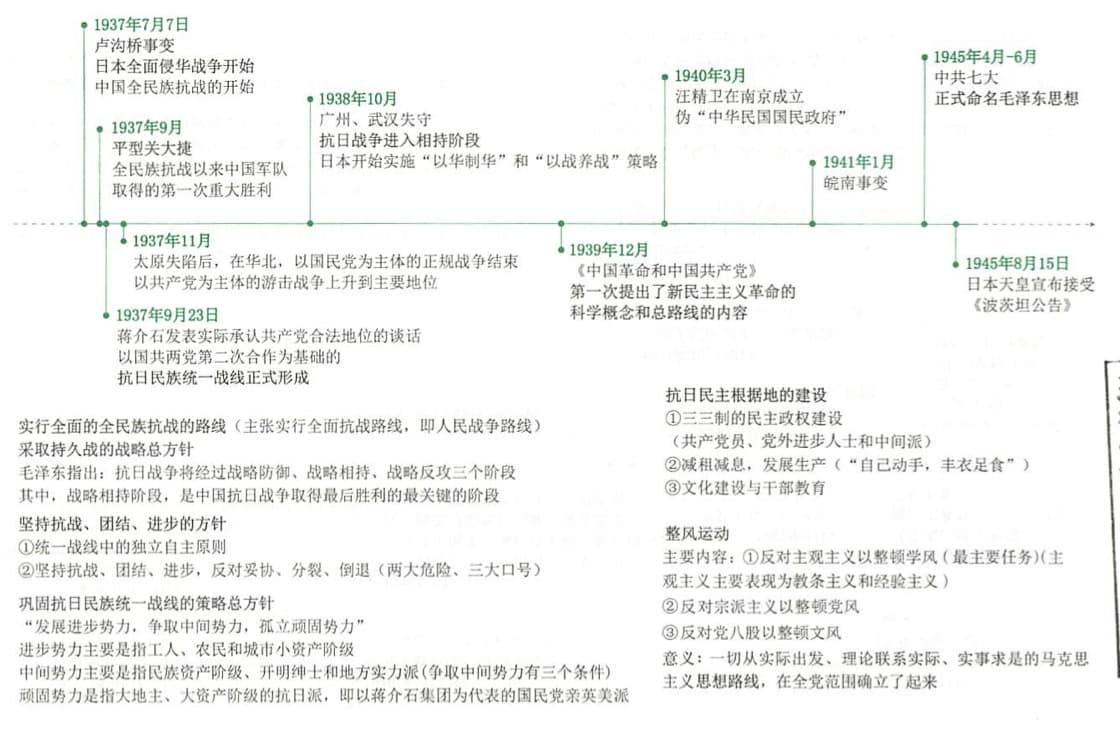 1937年7月7日
卢沟桥事变
日本全面侵华战争开始
中国全民族抗战的开始
1937年9月
平型关大捷
全民族抗战以来中国军队
取得的第一次重大胜利
1938年10月
广州、武汉失守
抗日战争进入相持阶段
日本开始实施“以华制华”和“以战养战”策略
1940年3月
汪精卫在南京成立
伪“中华民国国民政府”
1941年1月
皖南事变
1945年4月-6月
中共七大
正式命名毛泽东思想
1937年11月
太原失陷后，在华北，以国民党为主体的正规战争结束
以共产党为主体的游击战争上升到主要地位
1937年9月23日
蒋介石发表实际承认共产党合法地位的谈话
以国共两党第二次合作为基础的
抗日民族统一战线正式形成
1939年12月
《中国革命和中国共产党》
第一次提出了新民主主义革命的
科学概念和总路线的内容
1945年8月15日
日本天皇宣布接受
《波茨坦公告》
实行全面的全民族抗战的路线（主张实行全面抗战路线，即人民战争路线）
采取持久战的战略总方针
毛泽东指出：抗日战争将经过战略防御、战略相持、战略反攻三个阶段
其中，战略相持阶段，是中国抗日战争取得最后胜利的最关键的阶段
坚持抗战、团结、进步的方针
①统一战线中的独立自主原则
②坚持抗战、团结、进步，反对妥协、分裂、倒退（两大危险、三大口号）
巩固抗日民族统一战线的策略总方针
“发展进步势力，争取中间势力，孤立顽固势力”
进步势力主要是指工人、农民和城市小资产阶级
中间势力主要是指民族资产阶级、开明绅士和地方实力派(争取中间势力有三个条件)
顽固势力是指大地主、大资产阶级的抗日派，即以蒋介石集团为代表的国民党亲英美派
抗日民主根据地的建设
①三三制的民主政权建设
（共产党员、党外进步人士和中间派）
②减租减息，发展生产（“自己动手，丰衣足食”）
③文化建设与干部教育
整风运动
主要内容：①反对主观主义以整顿学风(最主要任务)(主
观主义主要表现为教条主义和经验主义)
②反对宗派主义以整顿党风
③反对党八股以整顿文风
意义：一切从实际出发、理论联系实际、实事求是的马克思
主义思想路线，在全党范围确立了起来